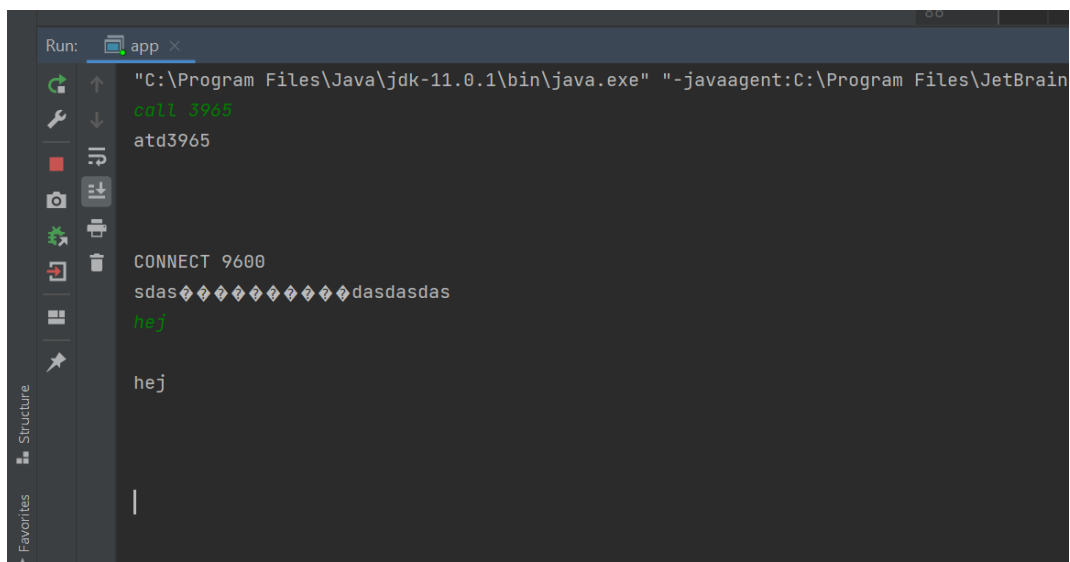 86
Run: app ×
"C:\Program Files\Java\jdk-11.0.1\bin\java.exe" "-javaagent:C:\Program Files\JetBrain
call 3965
atd3965
CONNECT 9600
sdas����������dasdasdas
hej
hej
Structure
Favorites